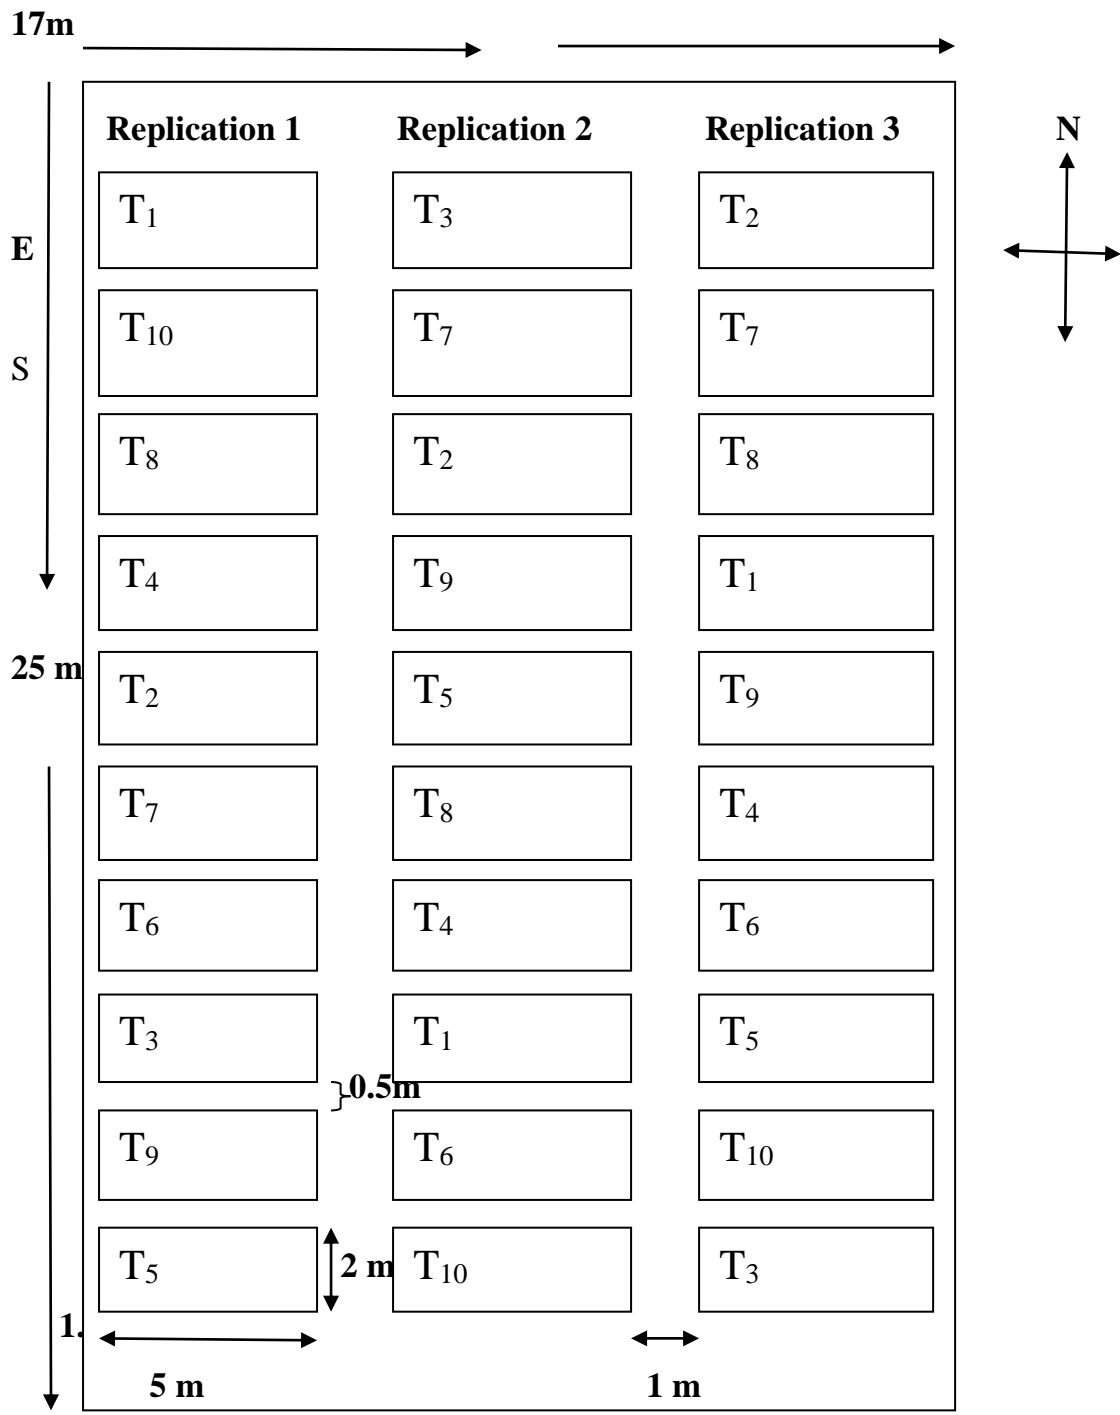 17m
Replication 1 Replication 2 Replication 3 N
T1 T3 T2
E
T10 T7 T7
S
T8 T2 T8
T4 T9 T1
25 m
T2 T5 T9
T7 T8 T4
T6 T4 T6
T3 T1 T5
0.5m
T9 T6 T10
T5 2 m T10 T3
1.
5 m 1 m